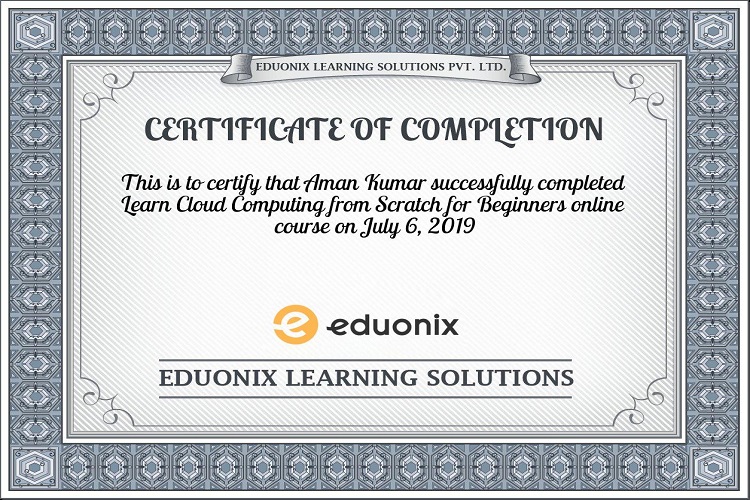 EDUONIX LEARNING SOLUTIONS PVT. LTD.
CERTIFICATE OF COMPLETION
This is to certify that Aman Kumar successfully completed
Learn Cloud Computing from Scratch for Beginners online
course on July 6, 2019
e eduonix
EDUONIX LEARNING SOLUTIONS